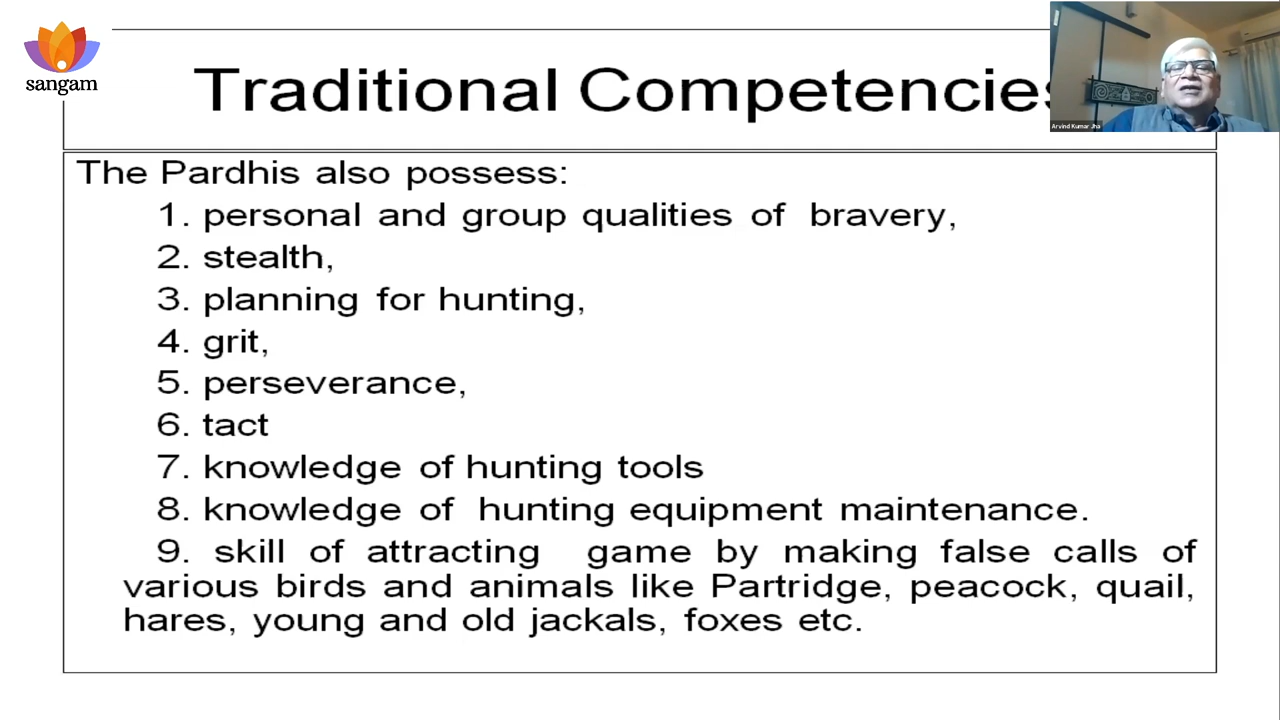 sangam
Traditional Competencies
Arvind Kumar Jha
The Pardhis also possess:
1. personal and group qualities of bravery,
2. stealth,
3. planning for hunting,
4. grit,
5. perseverance,
6. tact
7. knowledge of hunting tools
8. knowledge of hunting equipment maintenance.
9. skill of attracting game by making false calls of
various birds and animals like Partridge, peacock, quail,
hares, young and old jackals, foxes etc.